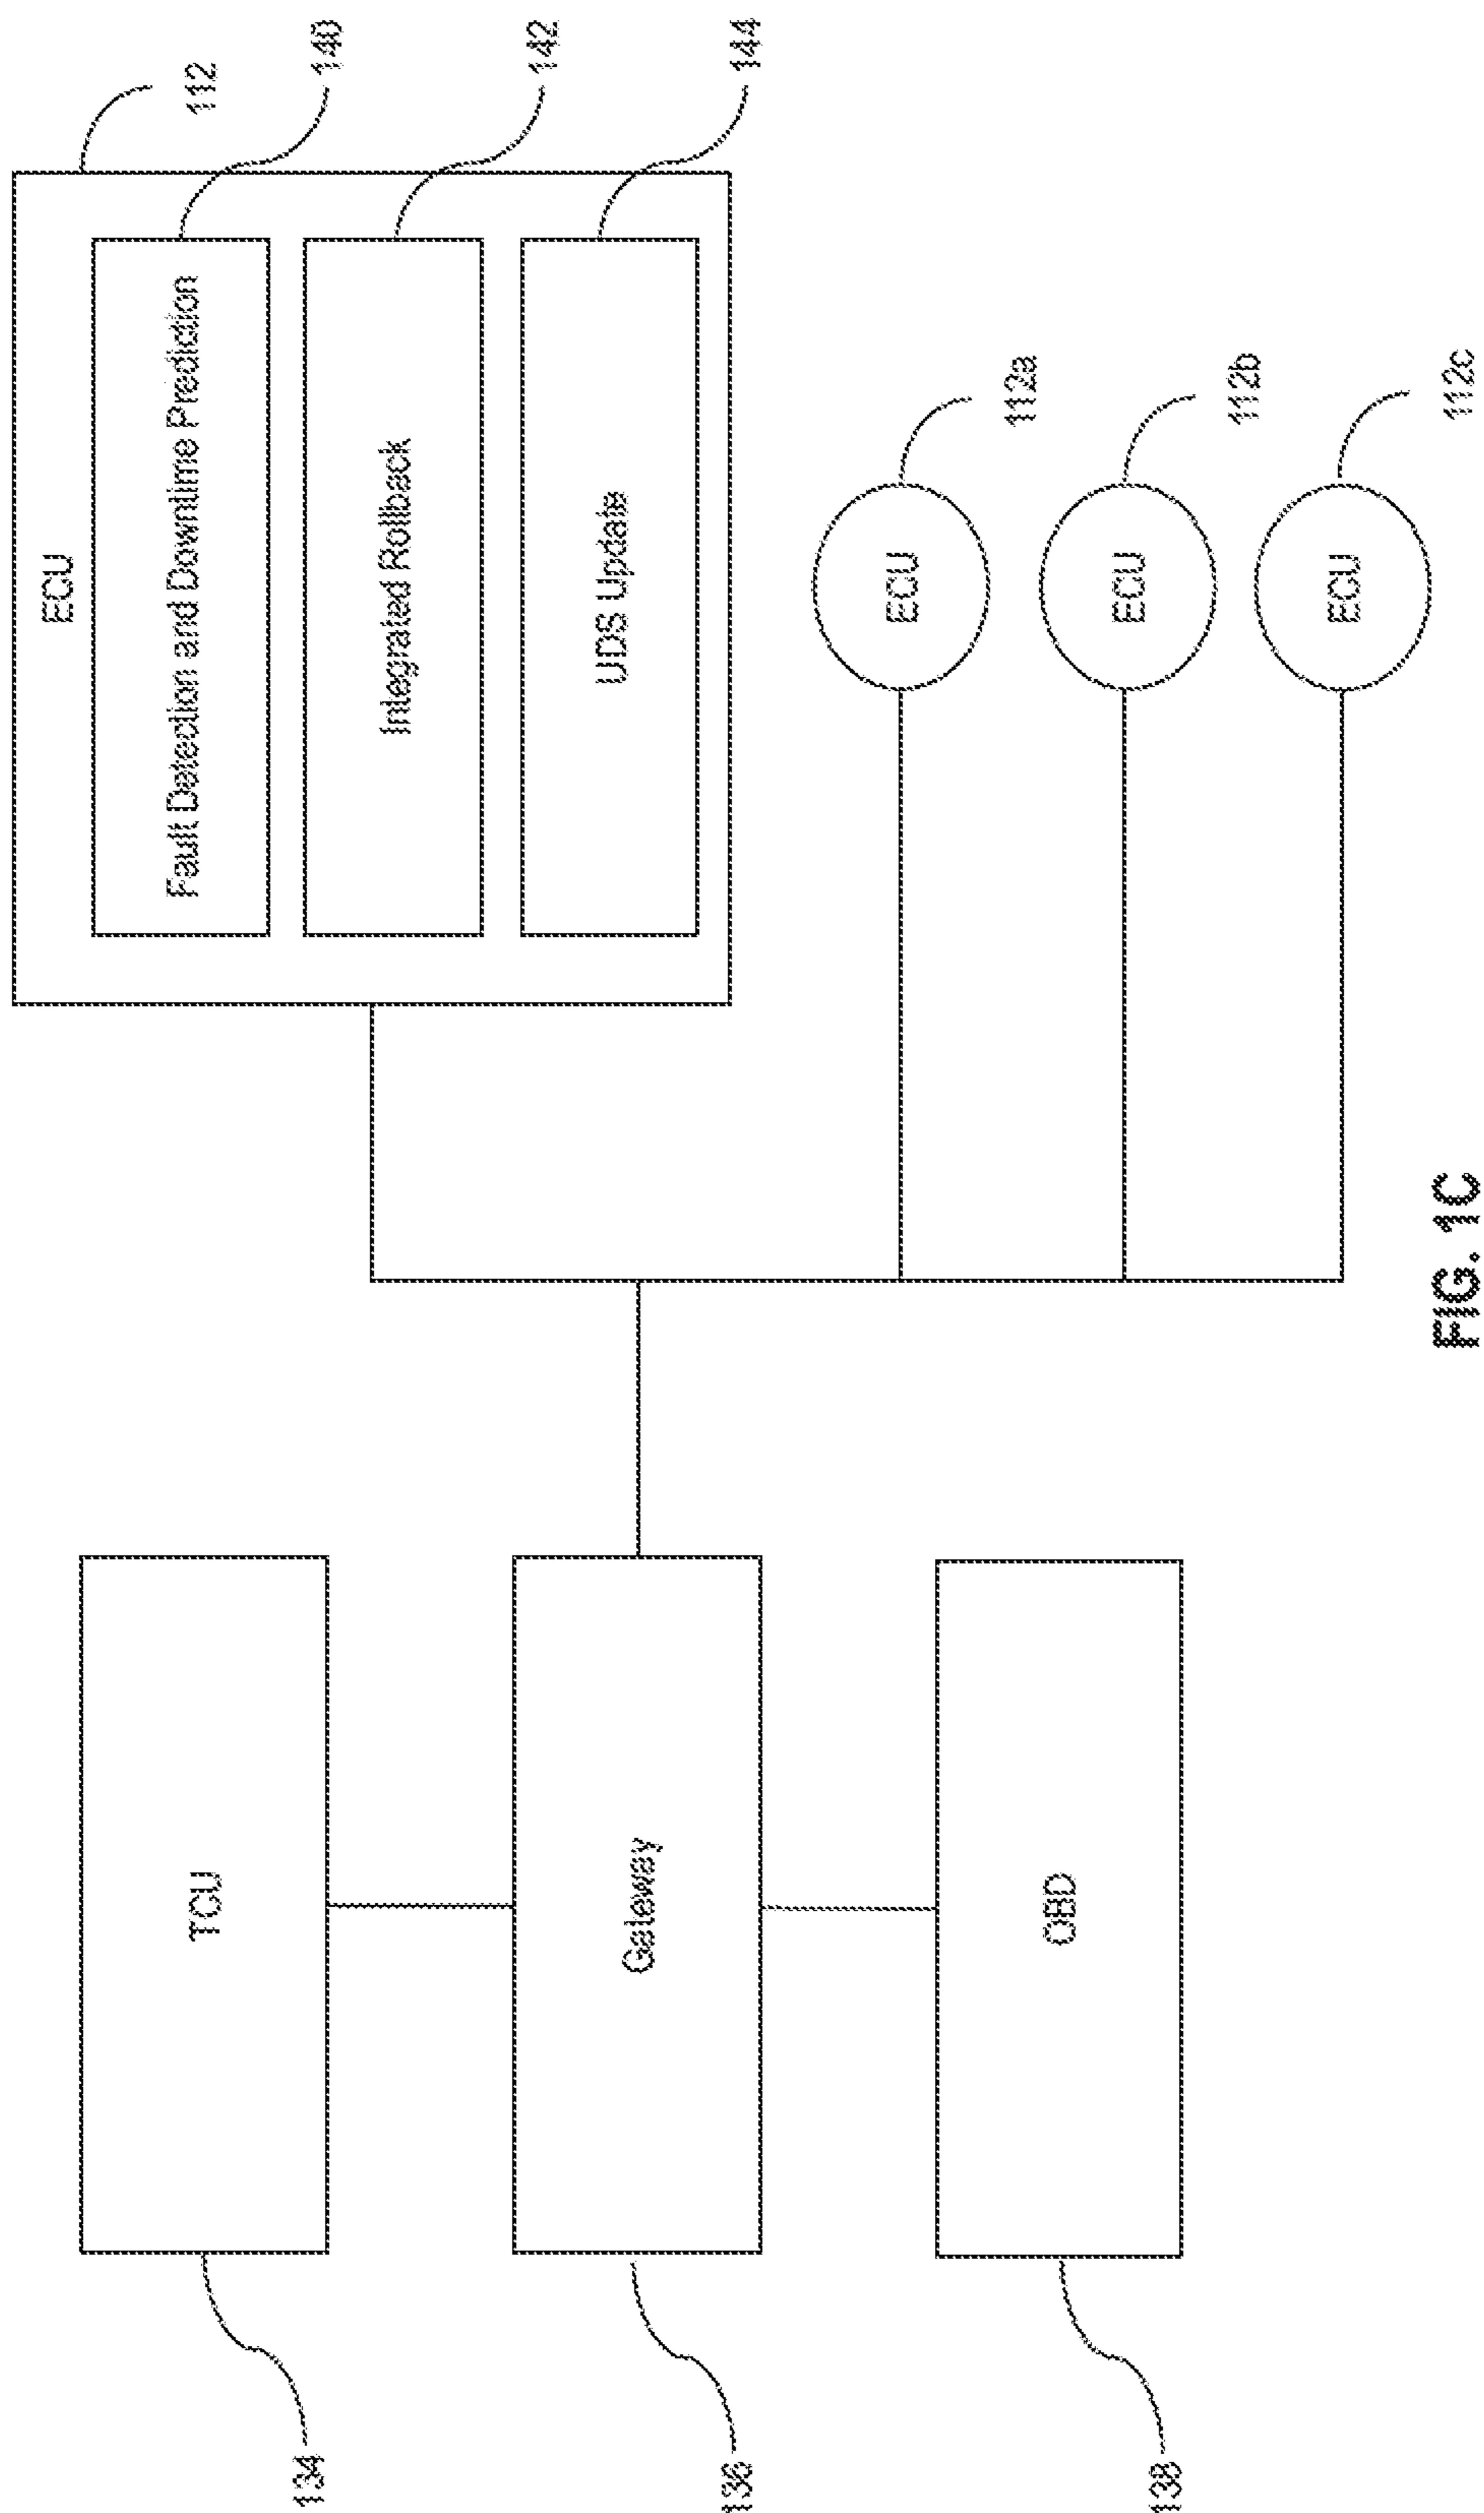 ECU
112
TCU
Fault Detection and Downtime Prediction
134
140
Integrated Rollback
142
Gateway
UDS Update
136
144
ECU
112a
OBD
ECU
138
112b
ECU
112c
FIG. 1C